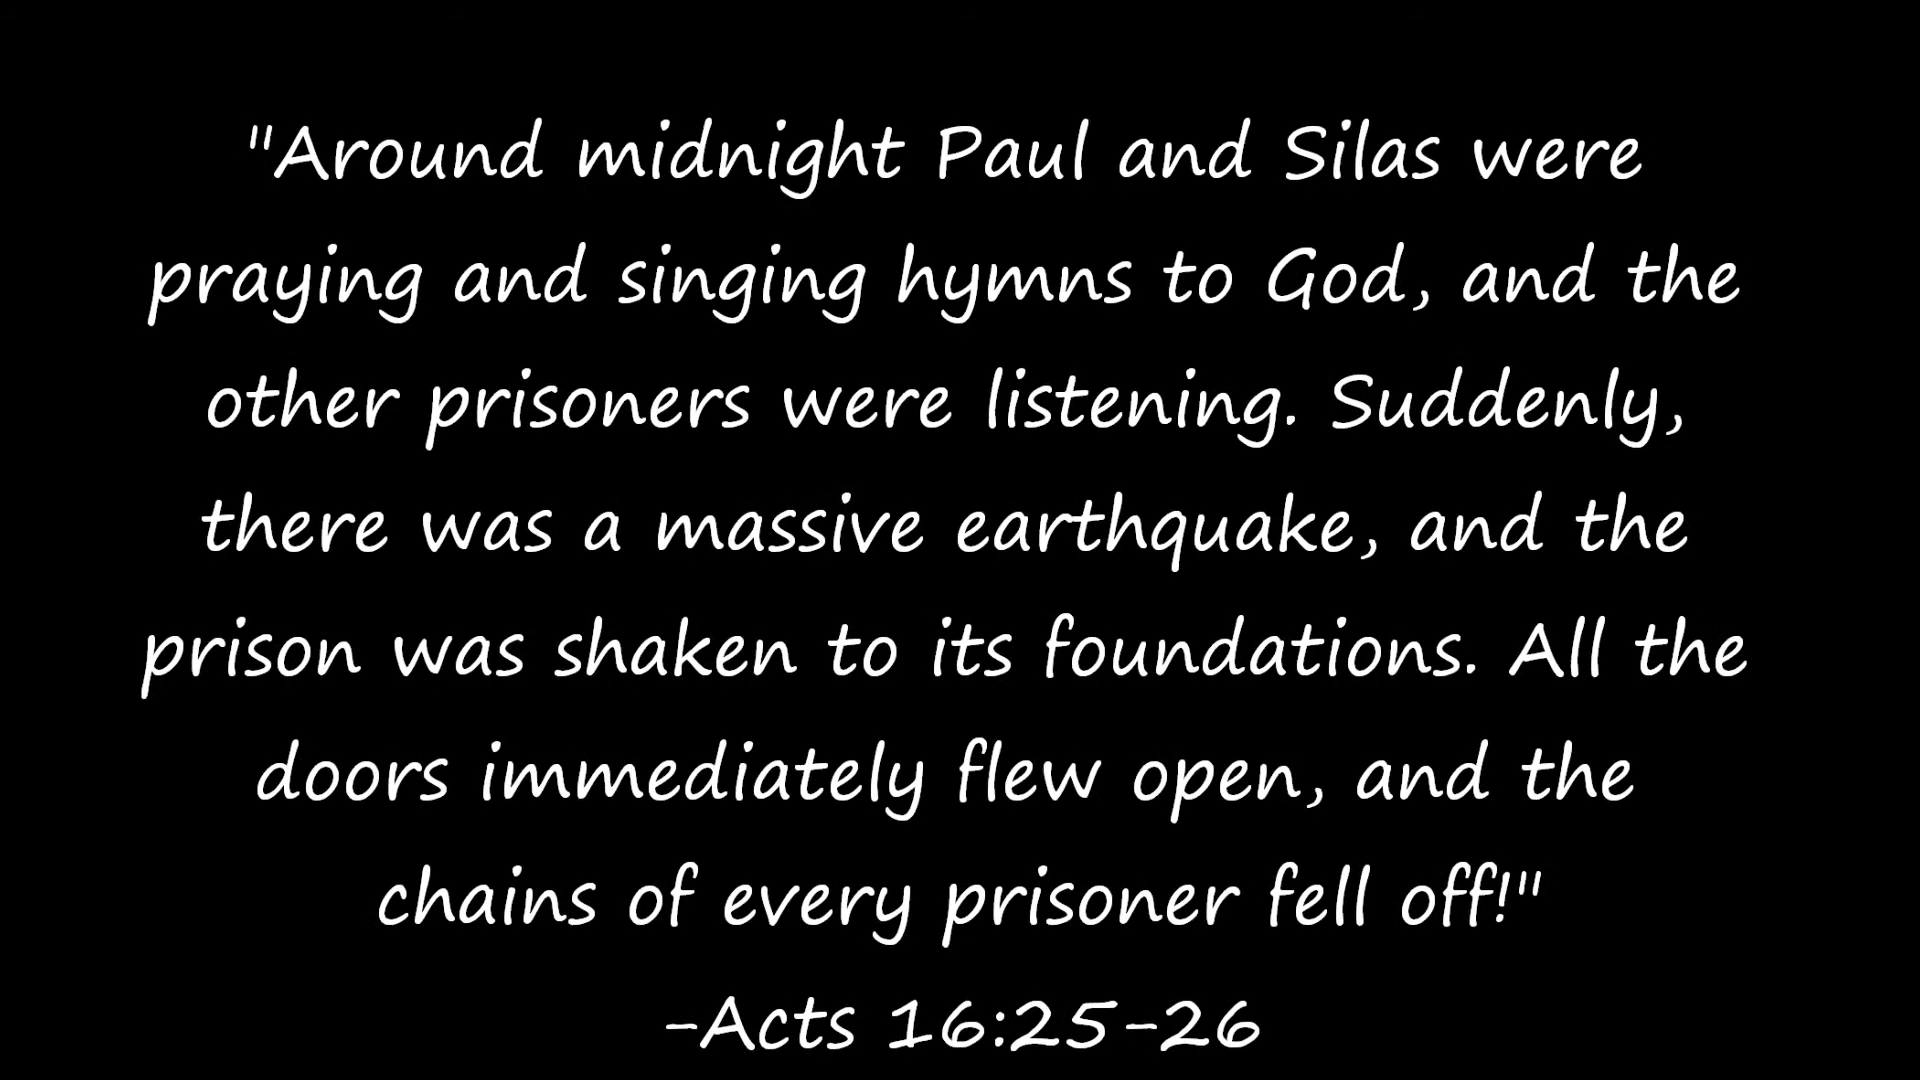 "Around midnight Paul and Silas were
praying and singing hymns to God, and the
other prisoners were listening. Suddenly,
there was a massive earthquake, and the
prison was shaken to its foundations. All the
doors immediately flew open, and the
chains of every prisoner fell off!"
-Acts 16:25-26